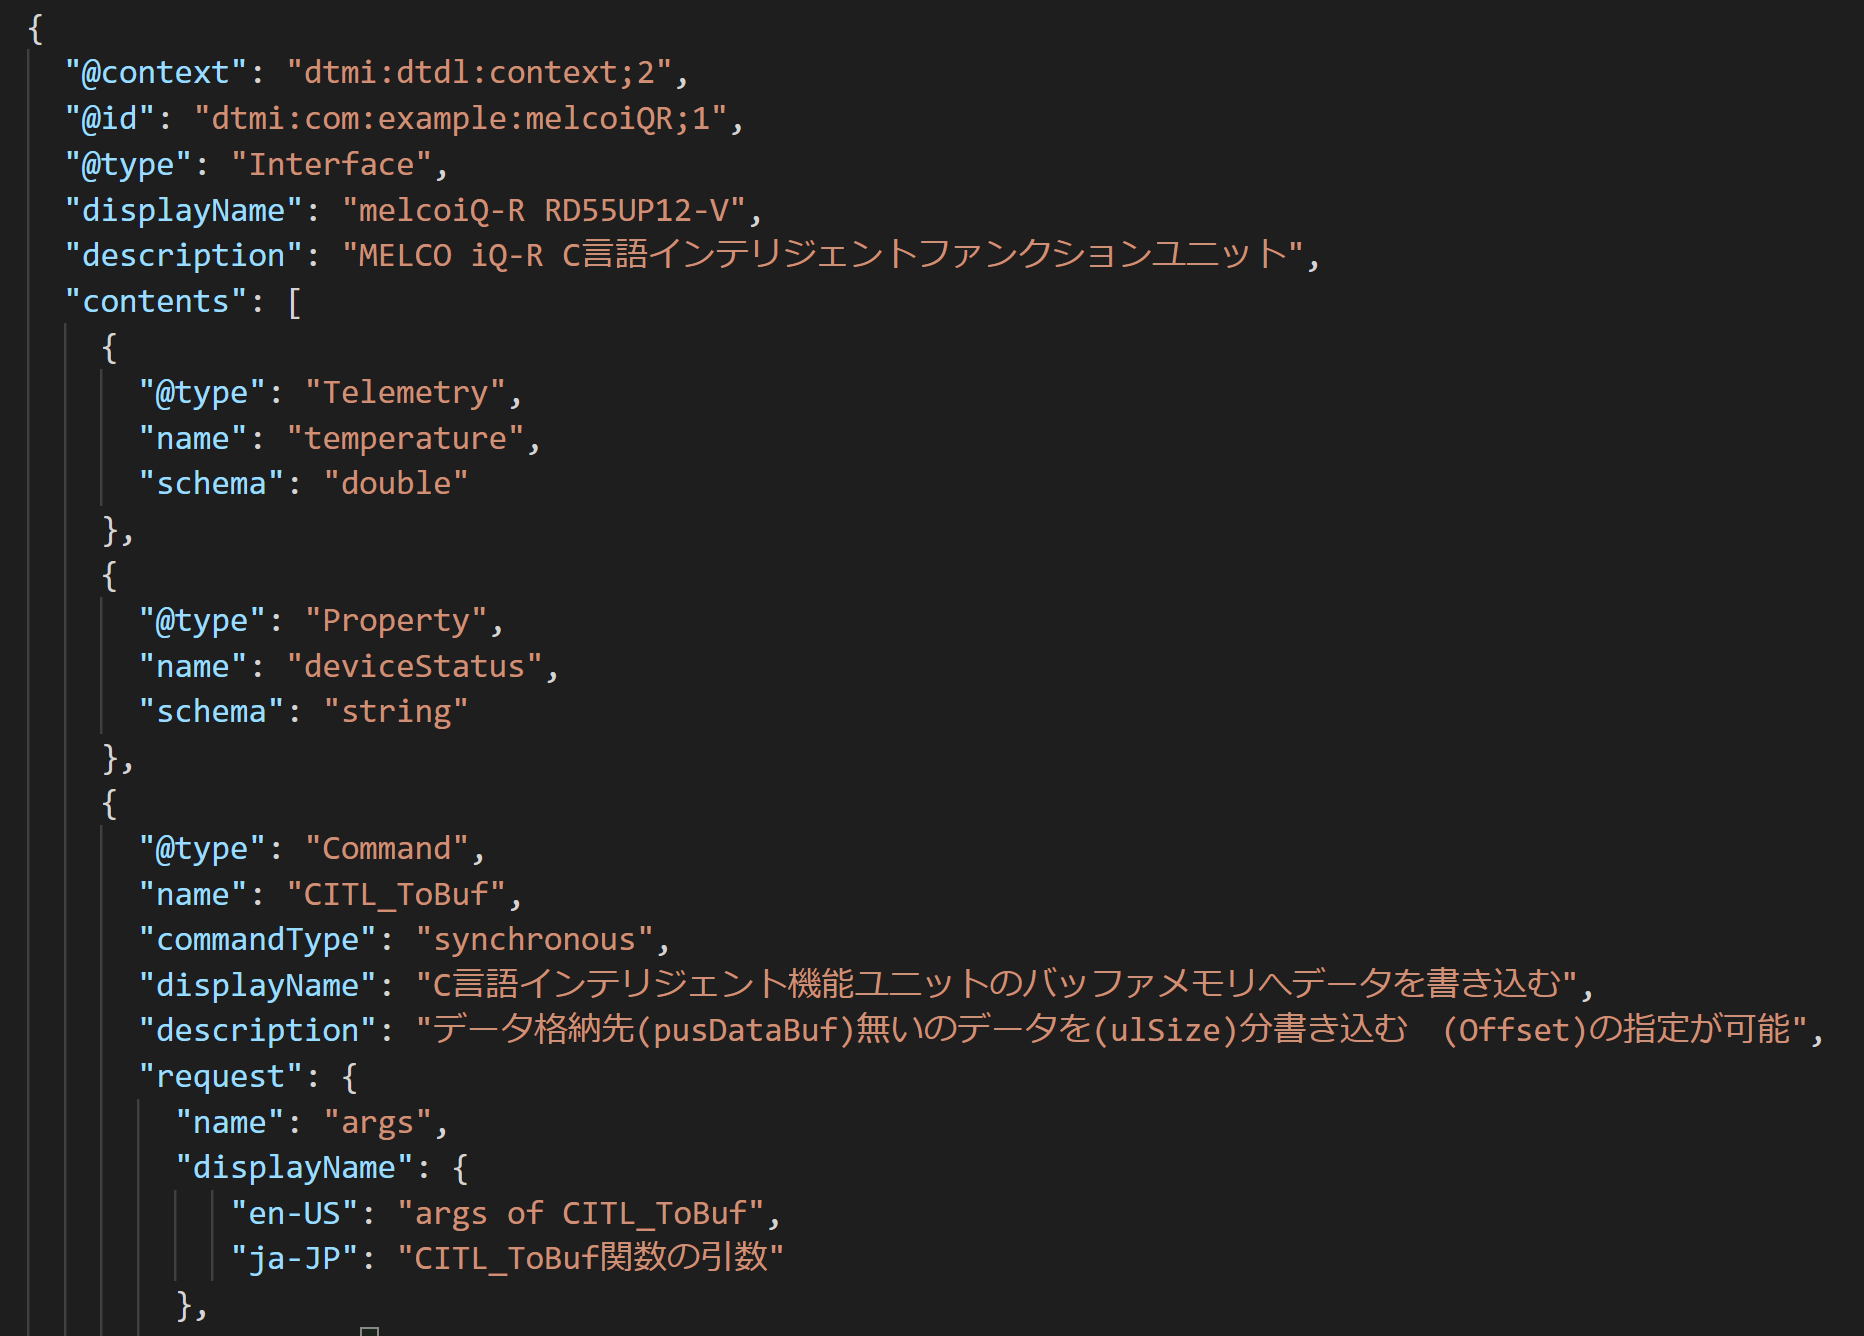 {
"@context": "dtmi:dtdl:context;2",
"@id": "dtmi:com:example:melcoiQR;1",
"@type": "Interface",
"displayName": "melcoiQ-R RD55UP12-V",
"description": "MELCO iQ-R C言語インテリジェントファンクションユニット",
"contents": [
{
"@type": "Telemetry",
"name": "temperature",
"schema": "double"
},
{
"@type": "Property",
"name": "deviceStatus",
"schema": "string"
},
{
"@type": "Command",
"name": "CITL_ToBuf",
"commandType": "synchronous",
"displayName": "C言語インテリジェント機能ユニットのバッファメモリへデータを書き込む",
"description": "データ格納先(pusDataBuf)無いのデータを(ulSize)分書き込む　(Offset)の指定が可能",
"request": {
"name": "args",
"displayName": {
"en-US": "args of CITL_ToBuf",
"ja-JP": "CITL_ToBuf関数の引数"
},